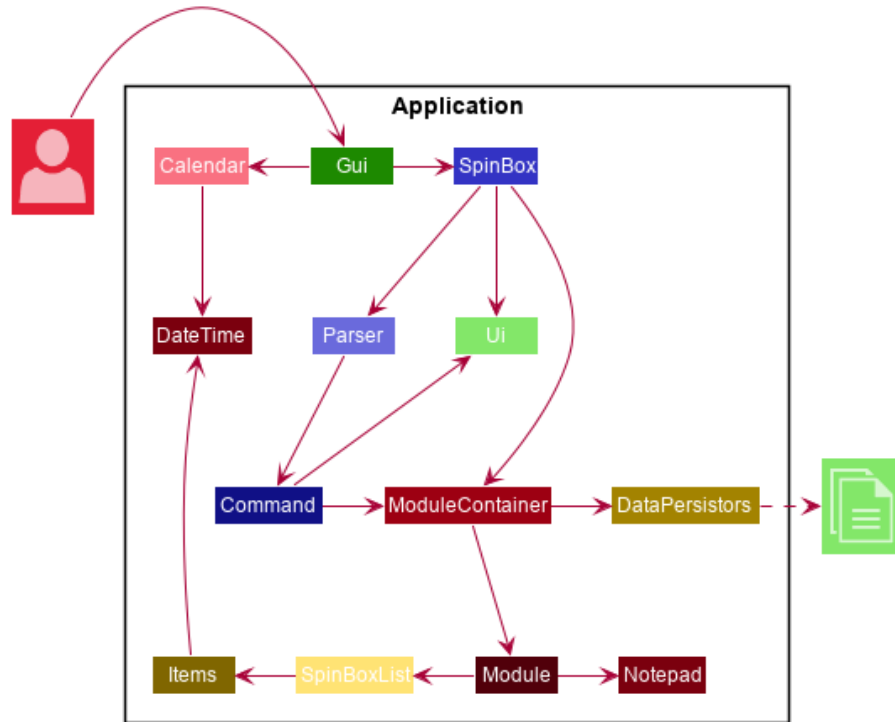 Application
Calendar
Gui
SpinBox
DateTime
Parser
Ui
Command
ModuleContainer
DataPersistors
Items
SpinBoxList
Module
Notepad